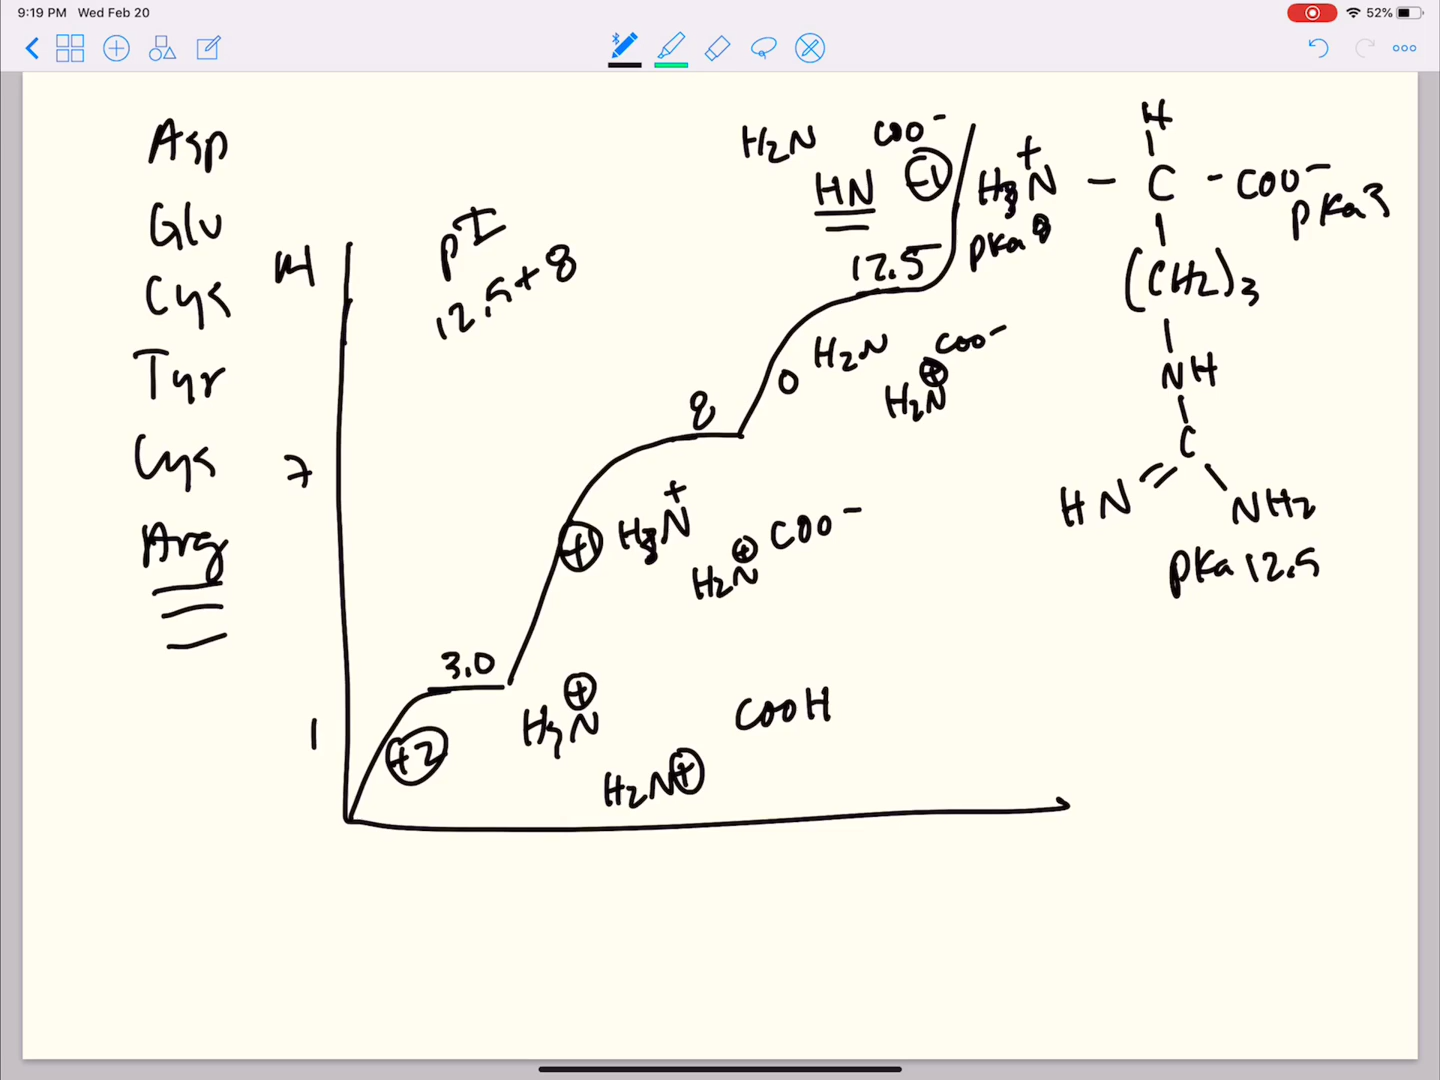 9:19 PM Wed Feb 20
52%
Asp
Glu
Cys
Tyr
Cys
Arg
14
7
1
pI
12.5 + 8
H2N COO-
HN -1
12.5
H2N COO-
0 H2N+
8
+1 H3N+ COO-
H2N+
3.0
+2 H3N+ COOH
H2N+
H
H3N+ - C - COO-
pKa 8 pKa 3
(CH2)3
NH
C
HN NH2
pKa 12.5